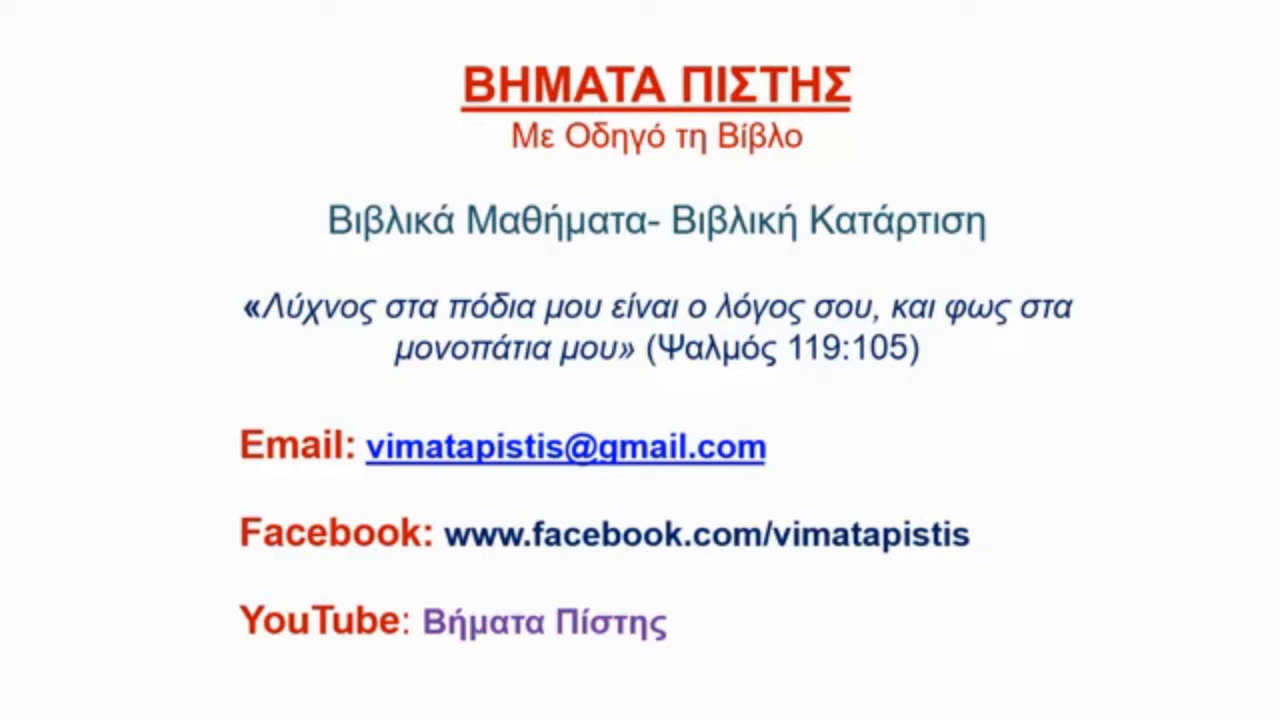 ΒΗΜΑΤΑ ΠΙΣΤΗΣ
Με Οδηγό τη Βίβλο
Βιβλικά Μαθήματα- Βιβλική Κατάρτιση
«Λύχνος στα πόδια μου είναι ο λόγος σου, και φως στα
μονοπάτια μου» (Ψαλμός 119:105)
Email: vimatapistis@gmail.com
Facebook: www.facebook.com/vimatapistis
YouTube: Βήματα Πίστης